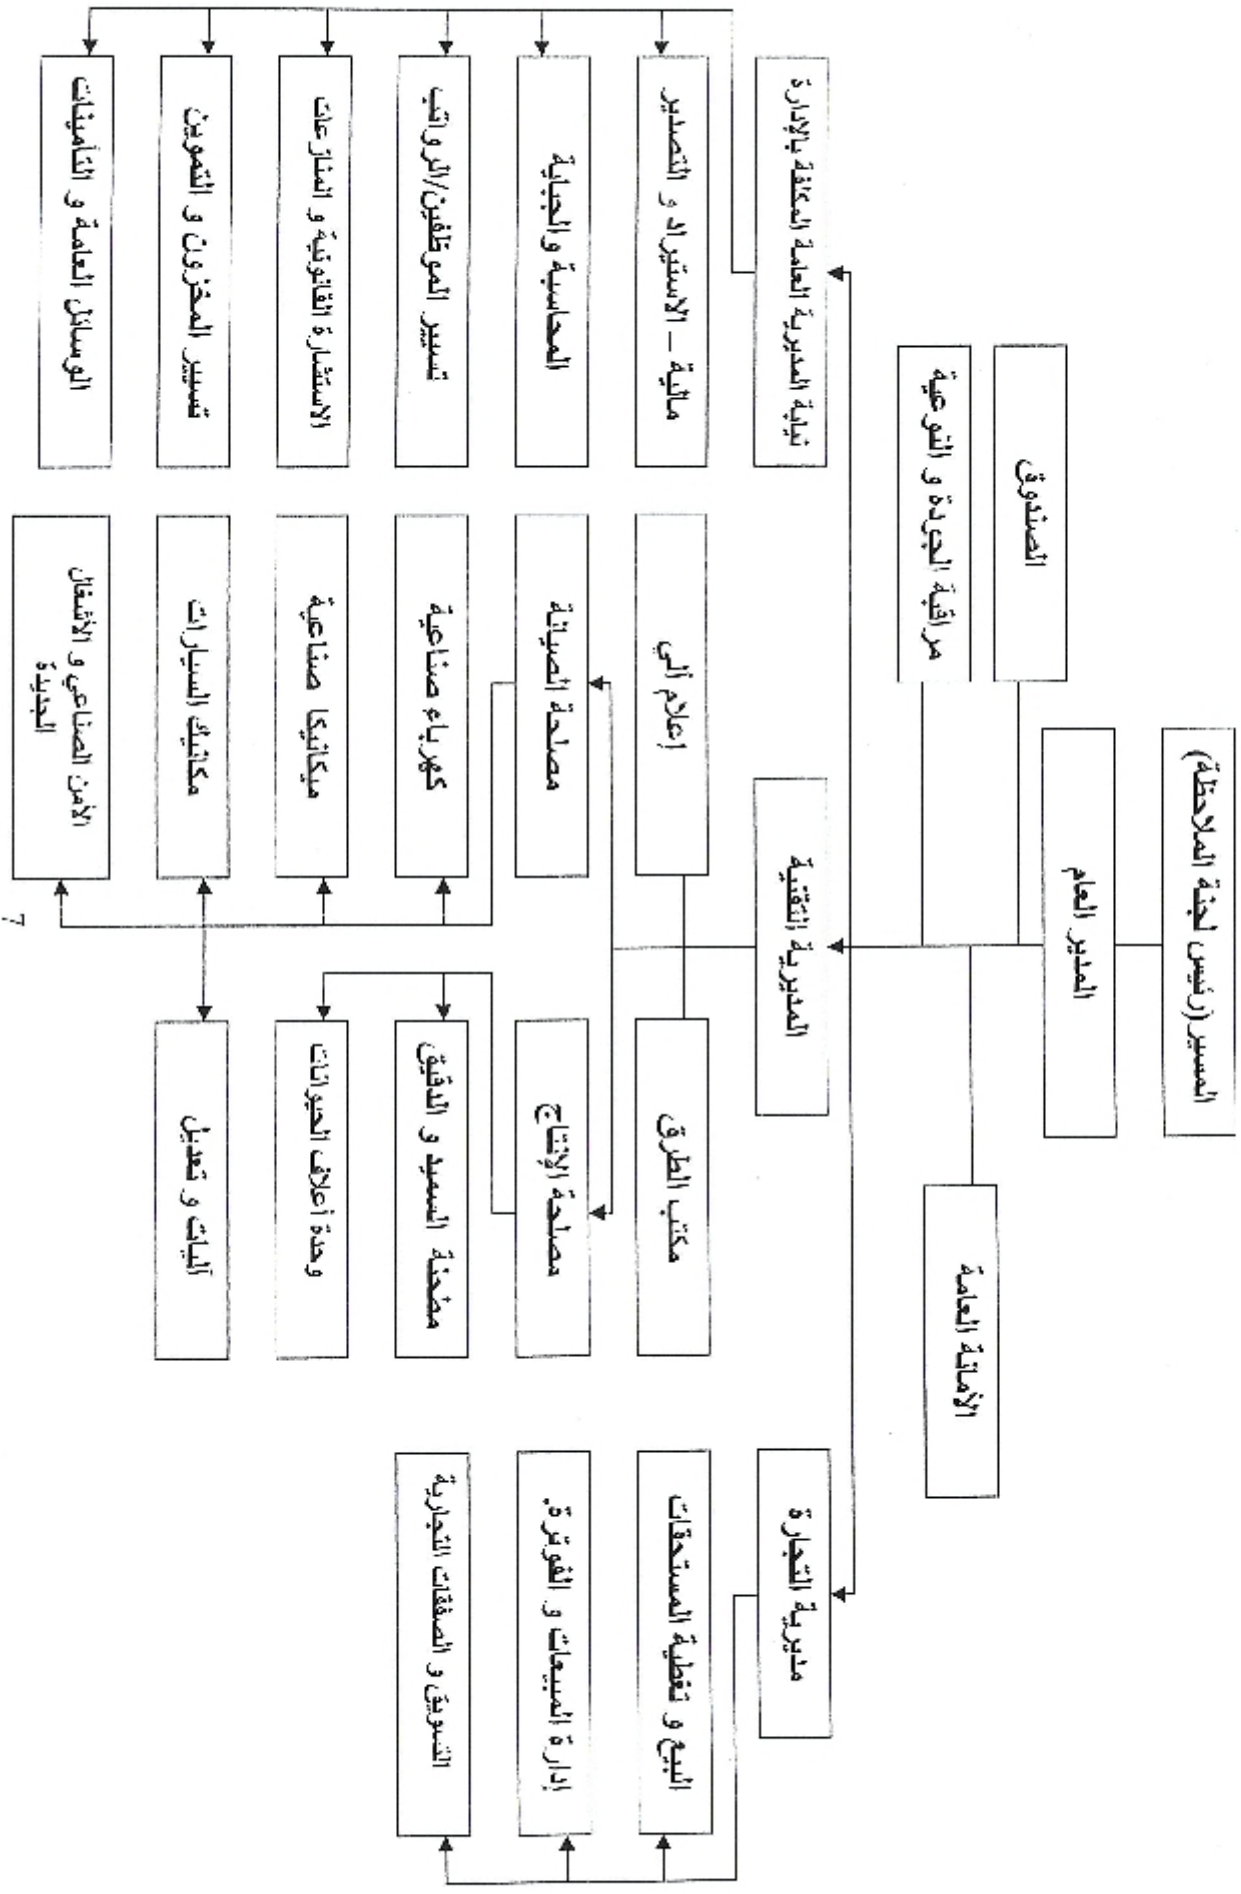 المسير(رئيس لجنة الملاحظة)
المدير العام
الصندوق
مراقبة الجودة و النوعية
الأمانة العامة
نيابة المديرية العامة المكلفة بالإدارة
المديرية التقنية
مديرية التجارة
مالية – الاستيراد و التصدير
إعلام آلي
مكتب الطرق
البيع و تغطية المستحقات
المحاسبة والجباية
مصلحة الصيانة
مصلحة الإنتاج
إدارة المبيعات و الفوترة.
تسيير الموظفين/الرواتب
كهرباء صناعية
مطحنة السميد و الدقيق
التسويق و الصفقات التجارية
الاستشارة القانونية و المنازعات
ميكانيكا صناعية
وحدة أعلاف الحيوانات
تسيير المخزون و التموين
مكانيك السيارات
آليات و تعديل
الوسائل العامة و التأمينات
الأمن الصناعي و الأشغال
الجديدة
7